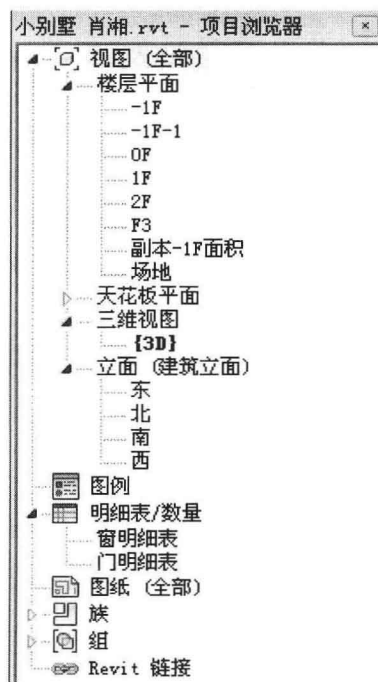 小别墅 肖湘.rvt - 项目浏览器
视图 (全部)
楼层平面
-1F
-1F-1
0F
1F
2F
F3
副本-1F面积
场地
天花板平面
三维视图
{3D}
立面 (建筑立面)
东
北
南
西
图例
明细表/数量
窗明细表
门明细表
图纸 (全部)
族
组
Revit 链接